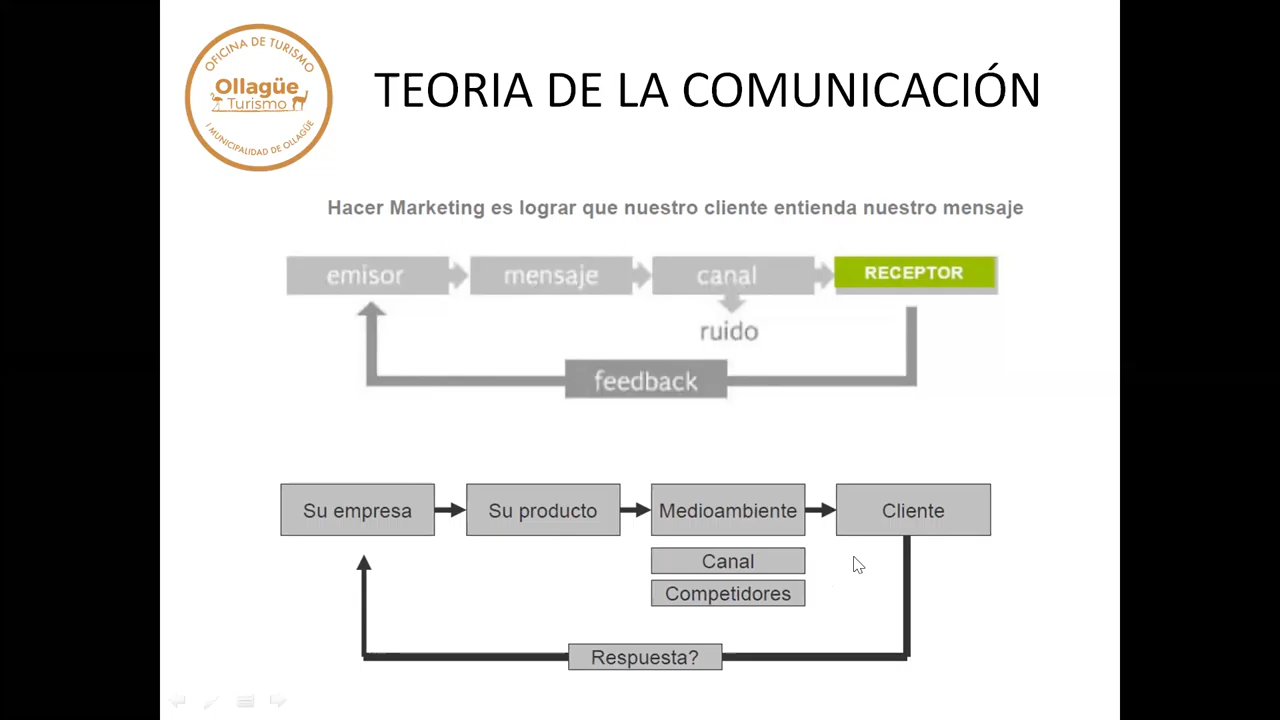 OFICINA DE TURISMO
Ollagüe
Turismo
I MUNICIPALIDAD DE OLLAGÜE
TEORIA DE LA COMUNICACIÓN
Hacer Marketing es lograr que nuestro cliente entienda nuestro mensaje
emisor mensaje canal RECEPTOR
ruido
feedback
Su empresa Su producto Medioambiente Cliente
Canal
Competidores
Respuesta?